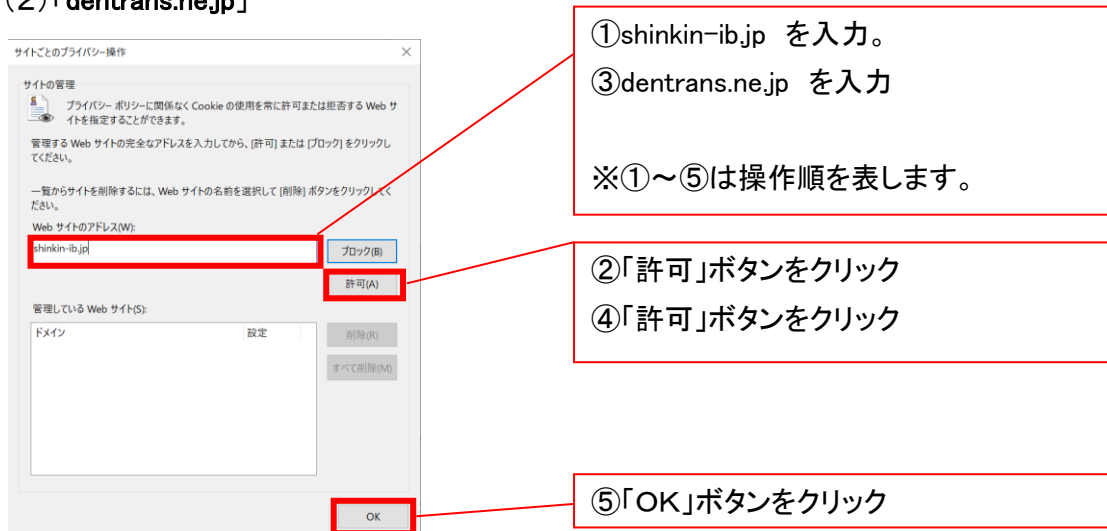 (2)「dentrans.ne.jp」
サイトごとのプライバシー操作
サイトの管理
プライバシー ポリシーに関係なく Cookie の使用を常に許可または拒否する Web サ
イトを指定することができます。
管理する Web サイトの完全なアドレスを入力してから、[許可] または [ブロック] をクリックし
てください。
一覧からサイトを削除するには、Web サイトの名前を選択して [削除] ボタンをクリックしてく
ださい。
Web サイトのアドレス(W):
shinkin-ib.jp
ブロック(B)
許可(A)
管理している Web サイト(S):
ドメイン 設定
削除(R)
すべて削除(M)
OK
①shinkin-ib.jp を入力。
③dentrans.ne.jp を入力
※①～⑤は操作順を表します。
②「許可」ボタンをクリック
④「許可」ボタンをクリック
⑤「OK」ボタンをクリック